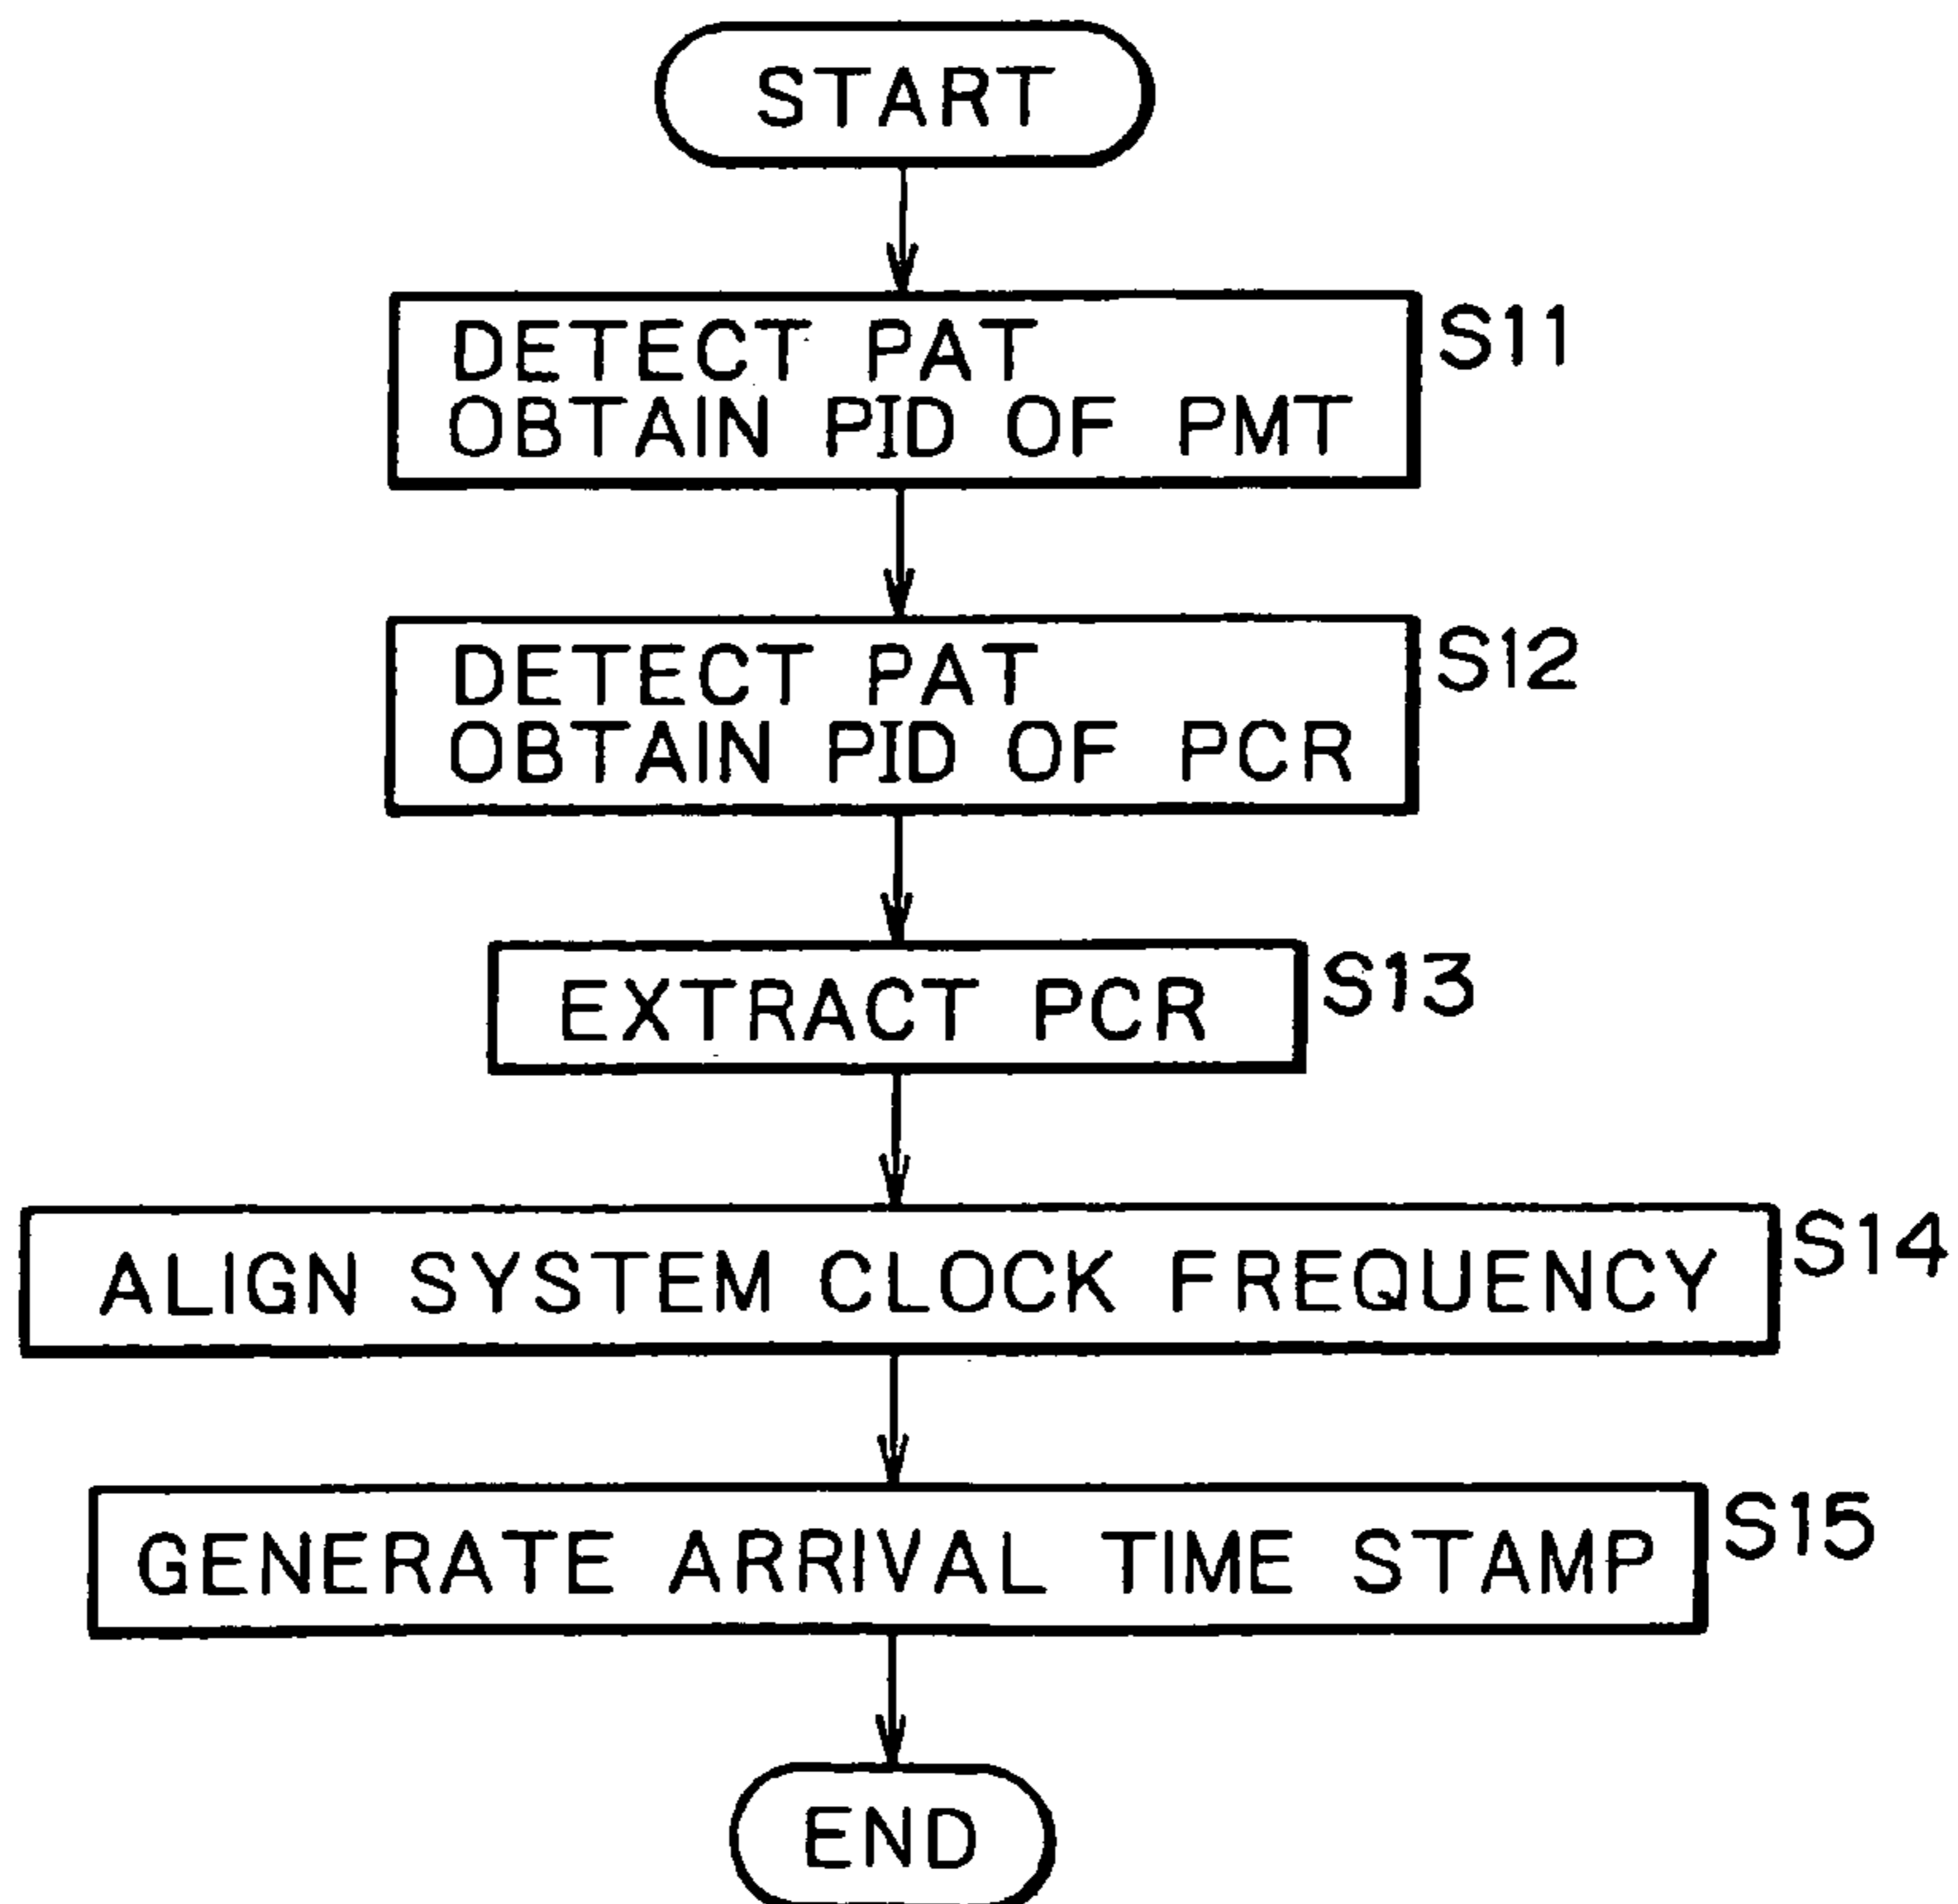 START
DETECT PAT
OBTAIN PID OF PMT
S11
DETECT PAT
OBTAIN PID OF PCR
S12
EXTRACT PCR
S13
ALIGN SYSTEM CLOCK FREQUENCY
S14
GENERATE ARRIVAL TIME STAMP
S15
END